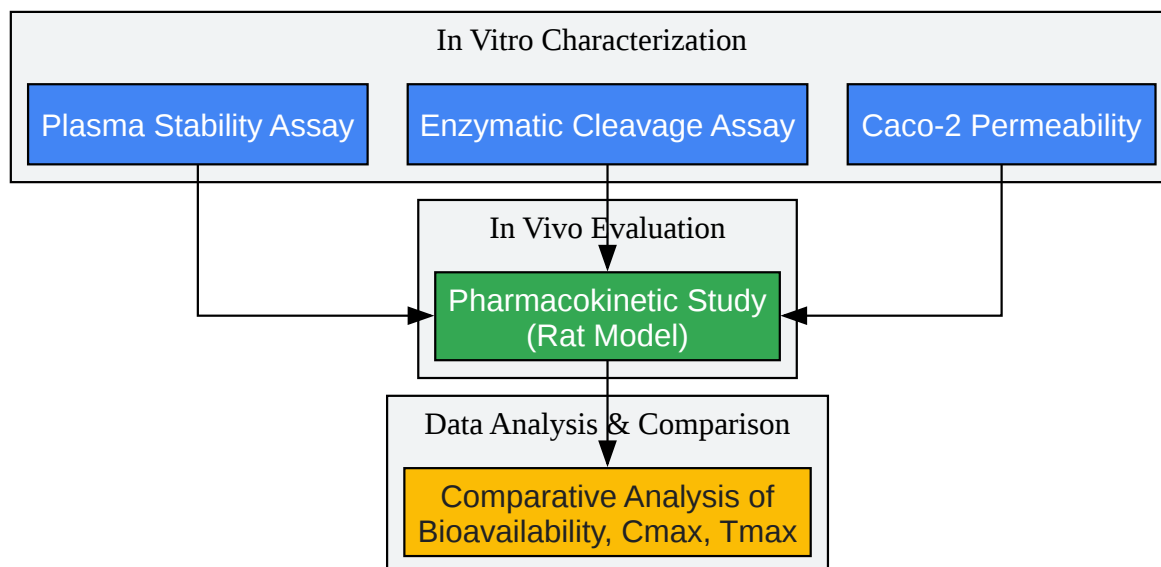 In Vitro Characterization
Plasma Stability Assay
Enzymatic Cleavage Assay
Caco-2 Permeability
In Vivo Evaluation
Pharmacokinetic Study
(Rat Model)
Data Analysis & Comparison
Comparative Analysis of
Bioavailability, Cmax, Tmax